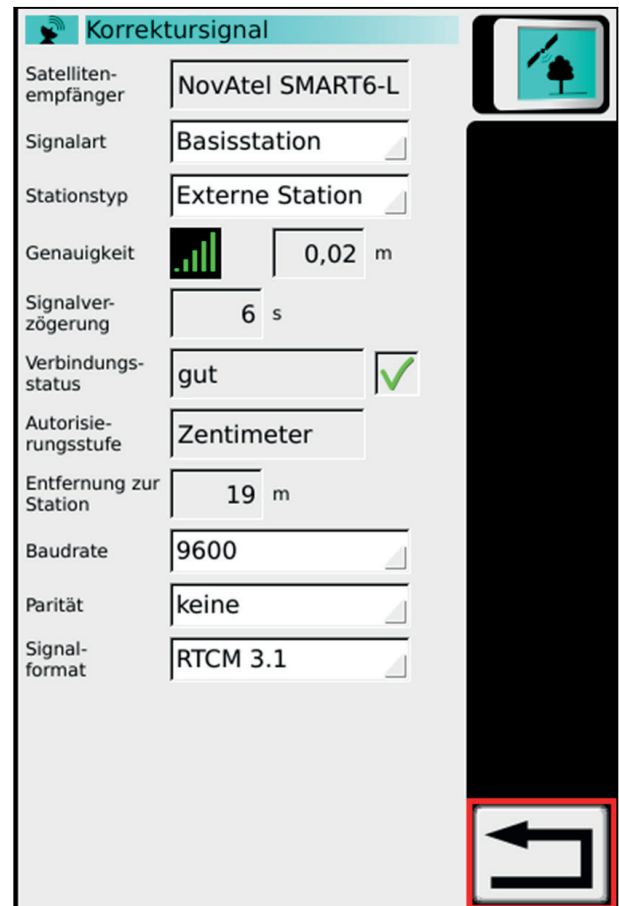 Korrektursignal
Satelliten-
empfänger
NovAtel SMART6-L
Signalart
Basisstation
Stationstyp
Externe Station
Genauigkeit
0,02 m
Signalver-
zögerung
6 s
Verbindungs-
status
gut
Autorisie-
rungsstufe
Zentimeter
Entfernung zur
Station
19 m
Baudrate
9600
Parität
keine
Signal-
format
RTCM 3.1